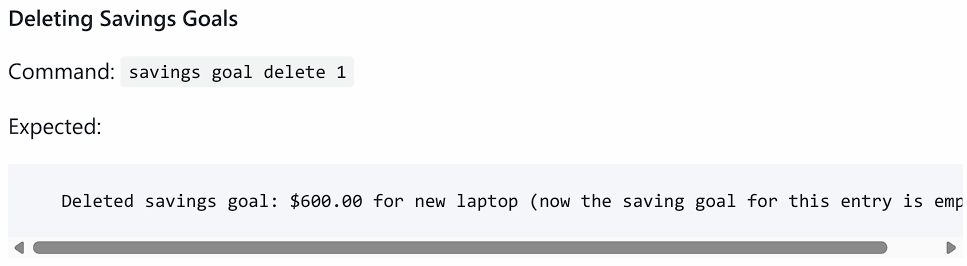 Deleting Savings Goals
Command: savings goal delete 1
Expected:
Deleted savings goal: $600.00 for new laptop (now the saving goal for this entry is emp